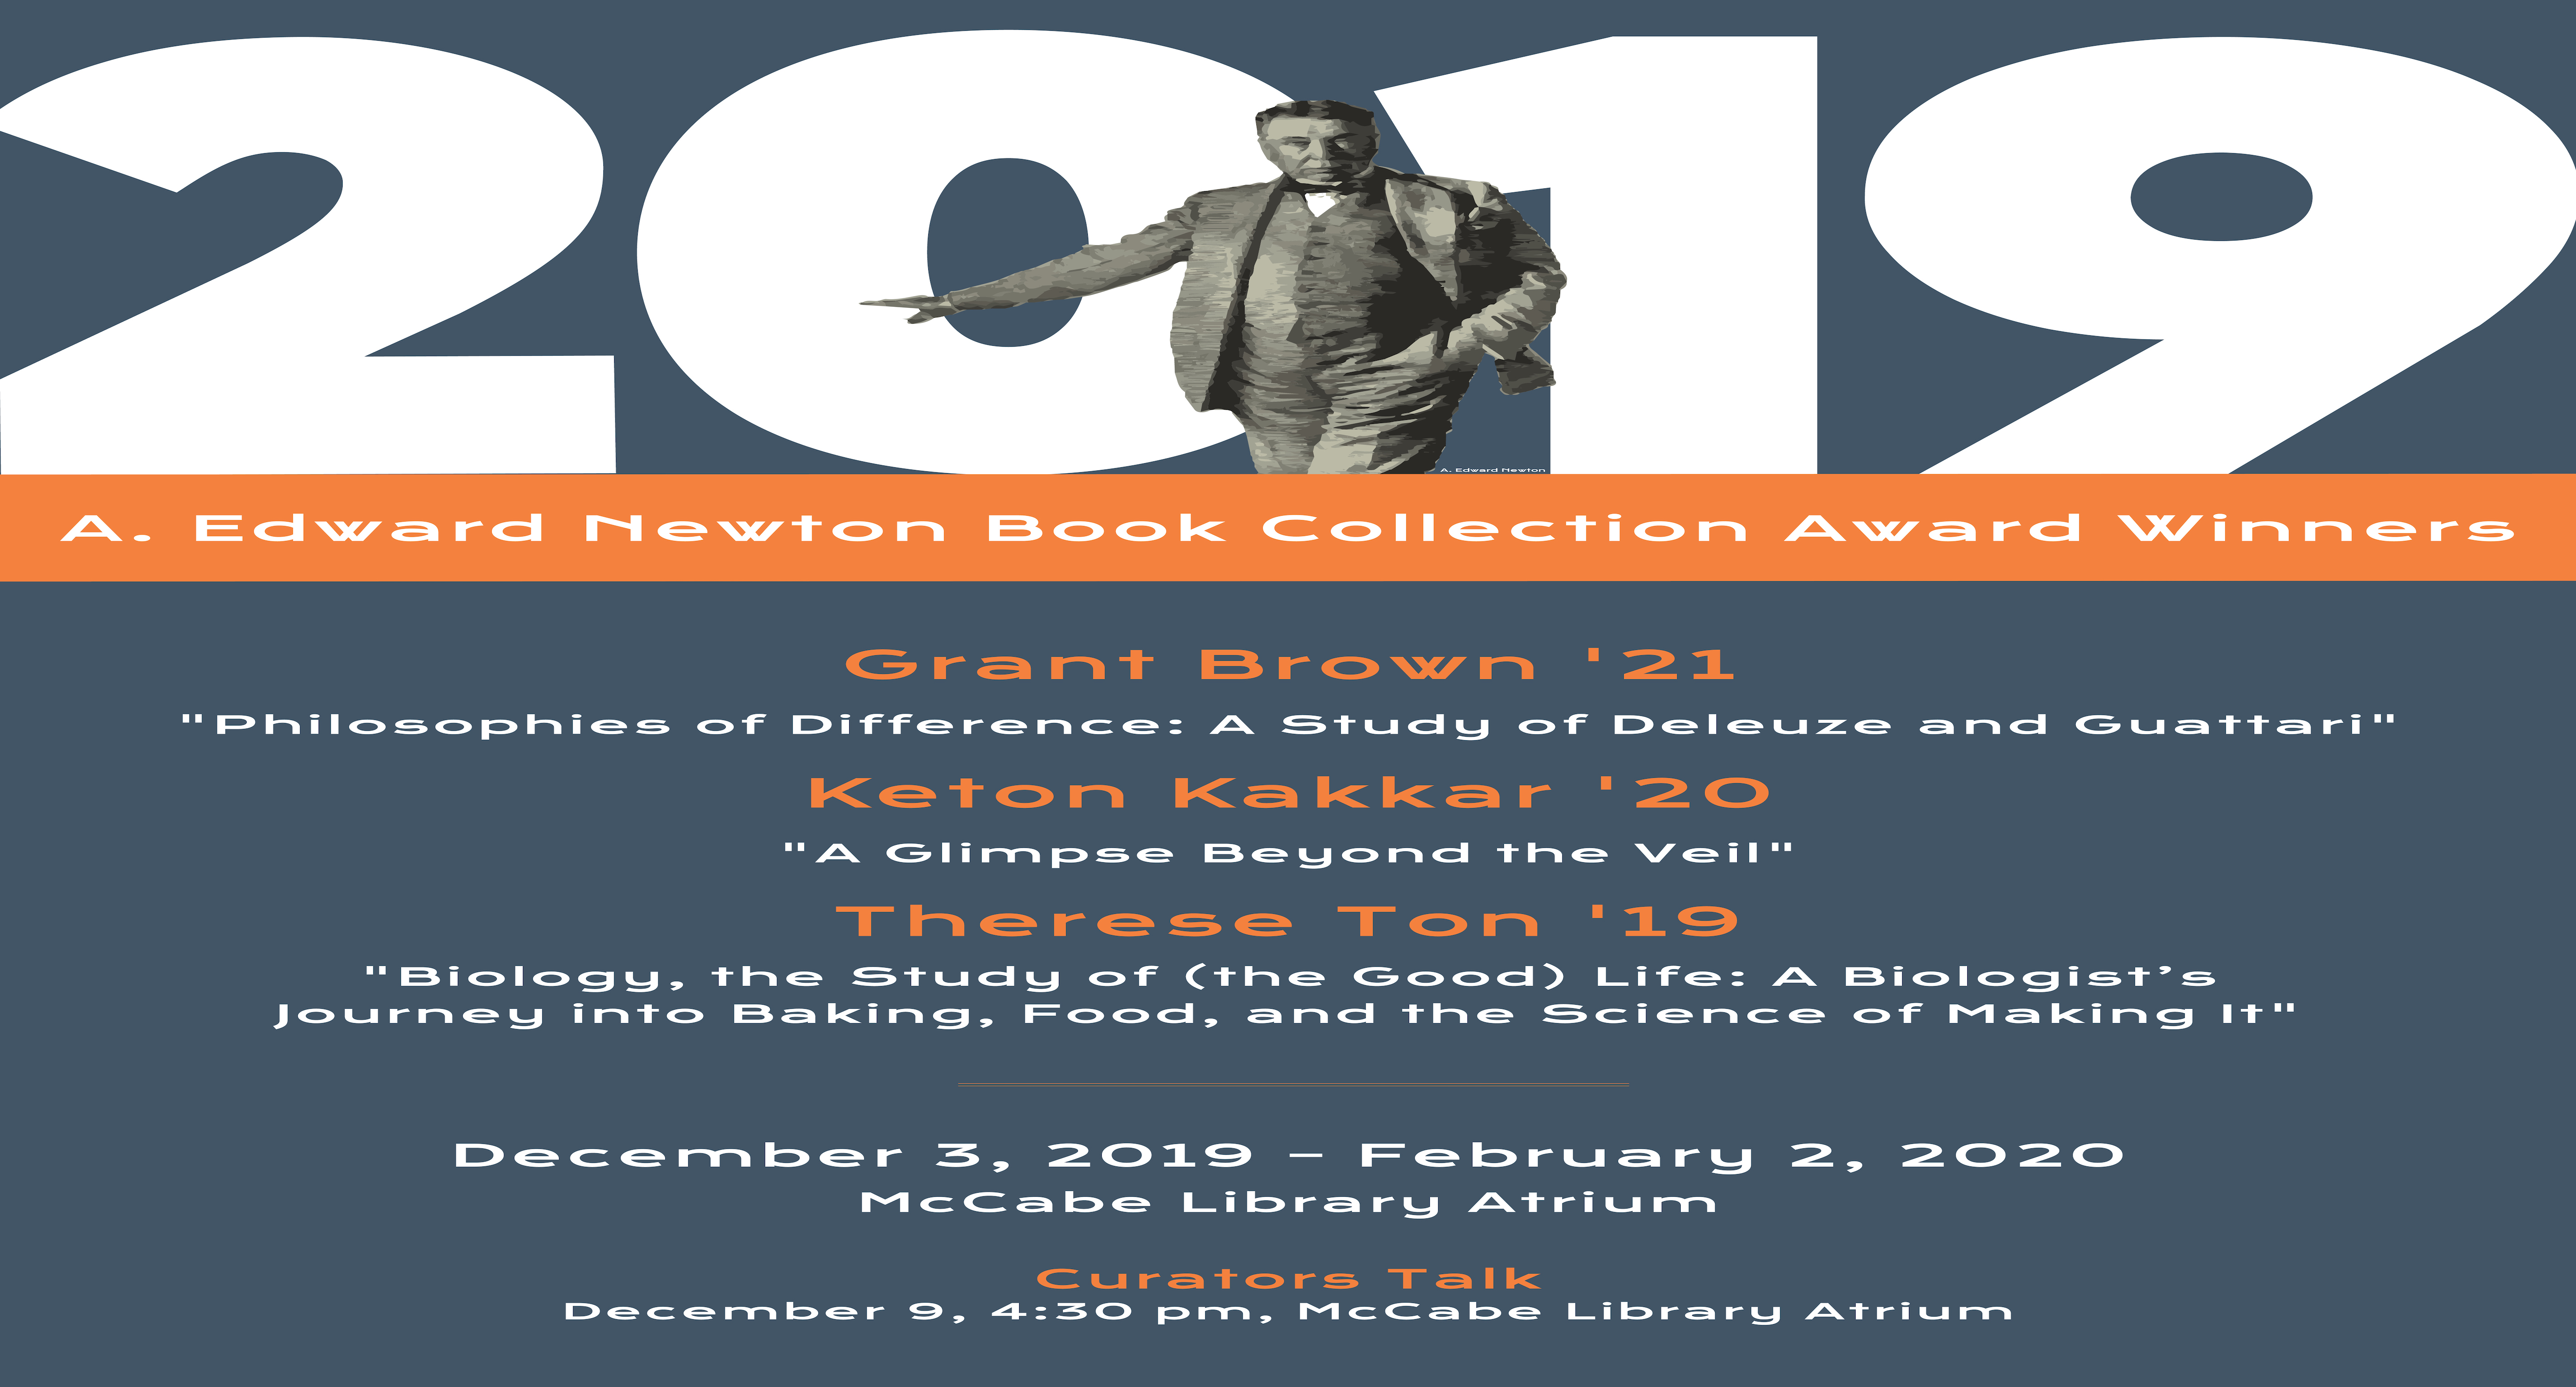 2019
A. Edward Newton
A. Edward Newton Book Collection Award Winners
Grant Brown '21
"Philosophies of Difference: A Study of Deleuze and Guattari"
Keton Kakkar '20
"A Glimpse Beyond the Veil"
Therese Ton '19
"Biology, the Study of (the Good) Life: A Biologist’s
Journey into Baking, Food, and the Science of Making It"
December 3, 2019 – February 2, 2020
McCabe Library Atrium
Curators Talk
December 9, 4:30 pm, McCabe Library Atrium